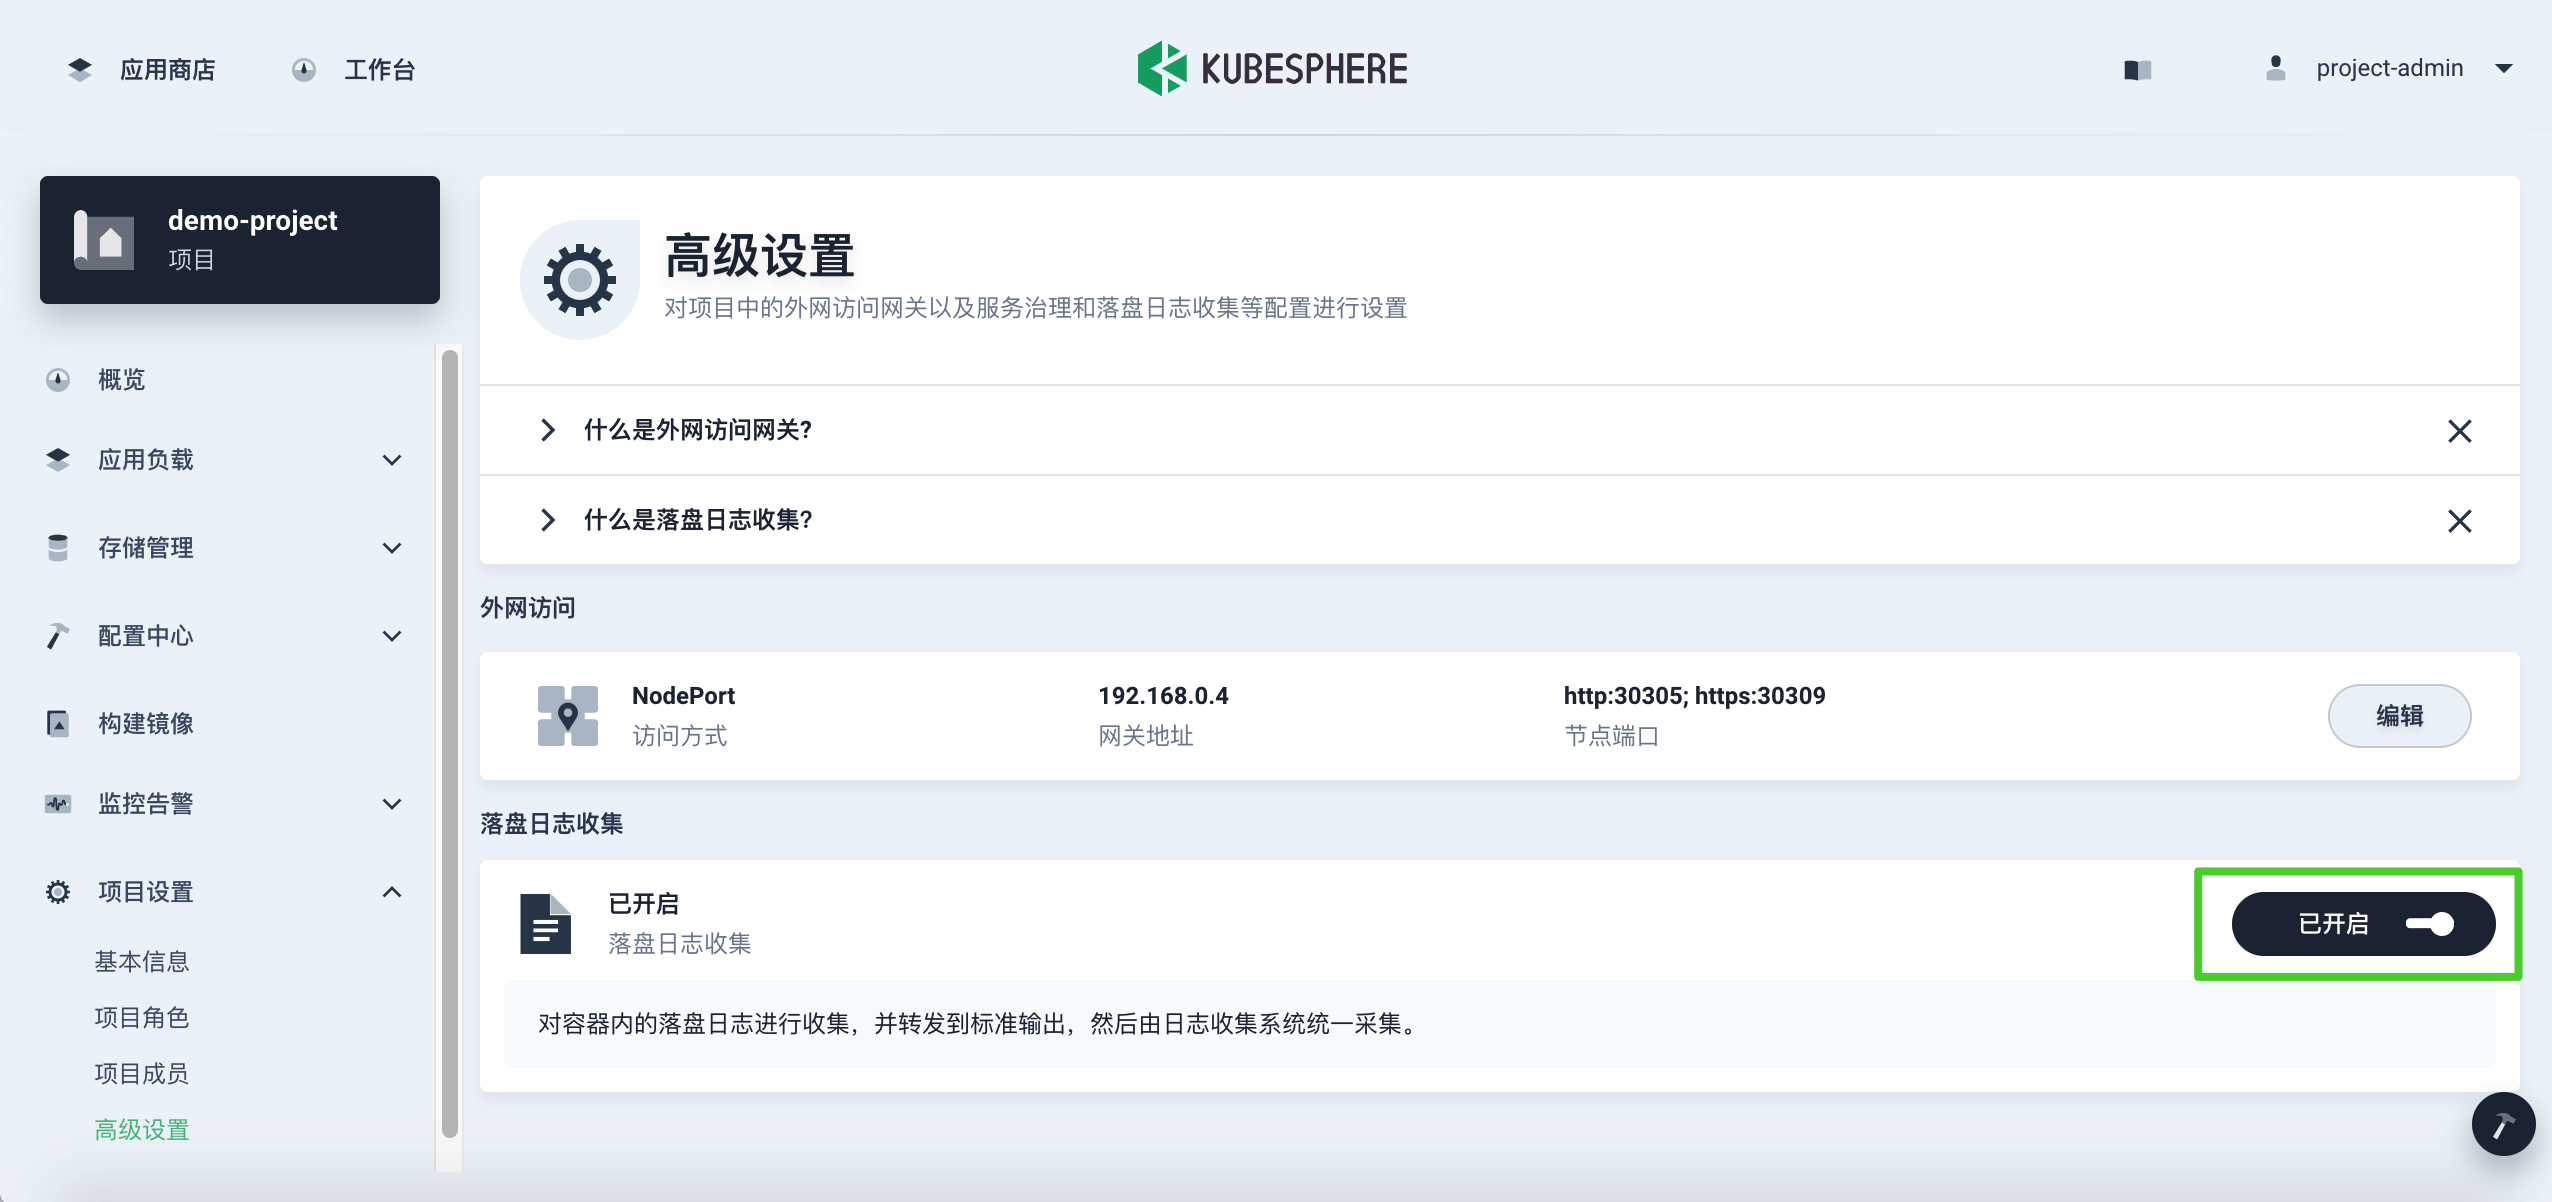 应用商店
工作台
KUBESPHERE
project-admin
demo-project
项目
概览
应用负载
存储管理
配置中心
构建镜像
监控告警
项目设置
基本信息
项目角色
项目成员
高级设置
高级设置
对项目中的外网访问网关以及服务治理和落盘日志收集等配置进行设置
什么是外网访问网关?
什么是落盘日志收集?
外网访问
NodePort
访问方式
192.168.0.4
网关地址
http:30305; https:30309
节点端口
编辑
落盘日志收集
已开启
落盘日志收集
已开启
对容器内的落盘日志进行收集，并转发到标准输出，然后由日志收集系统统一采集。